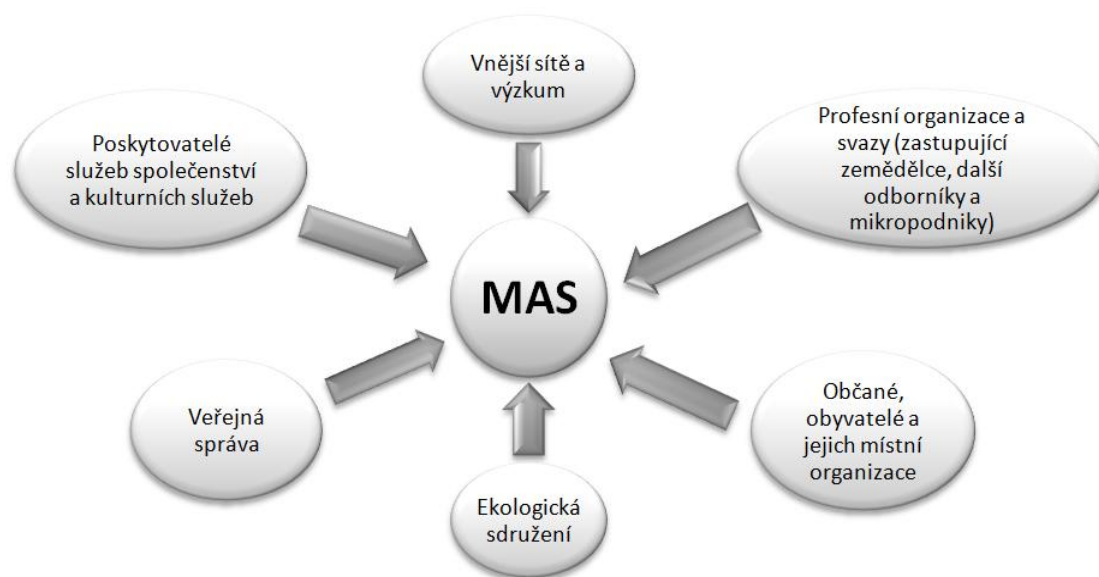 Vnější sítě a
výzkum
Poskytovatelé
služeb společenství
a kulturních služeb
Profesní organizace a
svazy (zastupující
zemědělce, další
odborníky a
mikropodniky)
MAS
Veřejná
správa
Občané,
obyvatelé a
jejich místní
organizace
Ekologická
sdružení